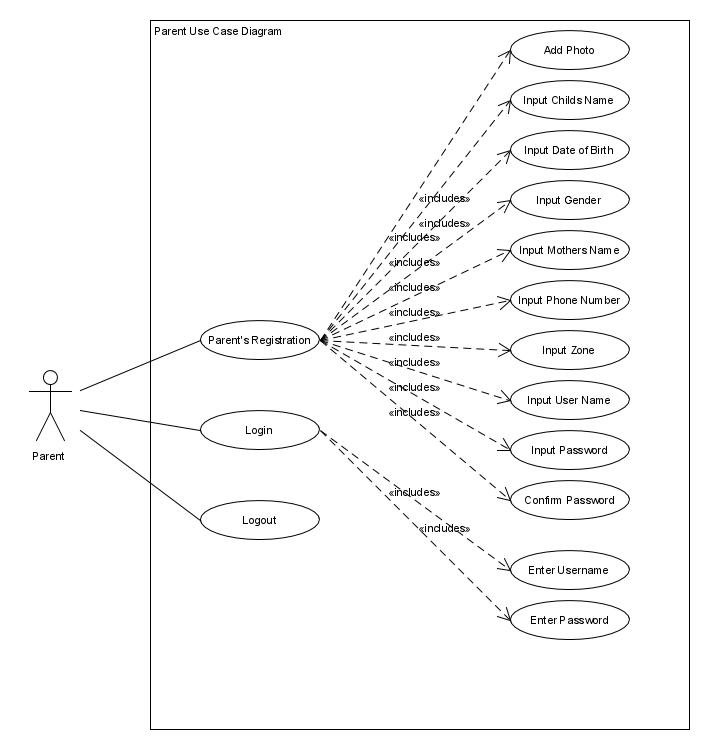 Parent Use Case Diagram
Add Photo
Input Childs Name
Input Date of Birth
«includes»
Input Gender
«includes»
«includes»
Input Mothers Name
«includes»
«includes»
Input Phone Number
«includes»
Parent's Registration
«includes»
Input Zone
«includes»
«includes»
Input User Name
«includes»
Login
Input Password
Parent
«includes»
Confirm Password
Logout
«includes»
Enter Username
Enter Password